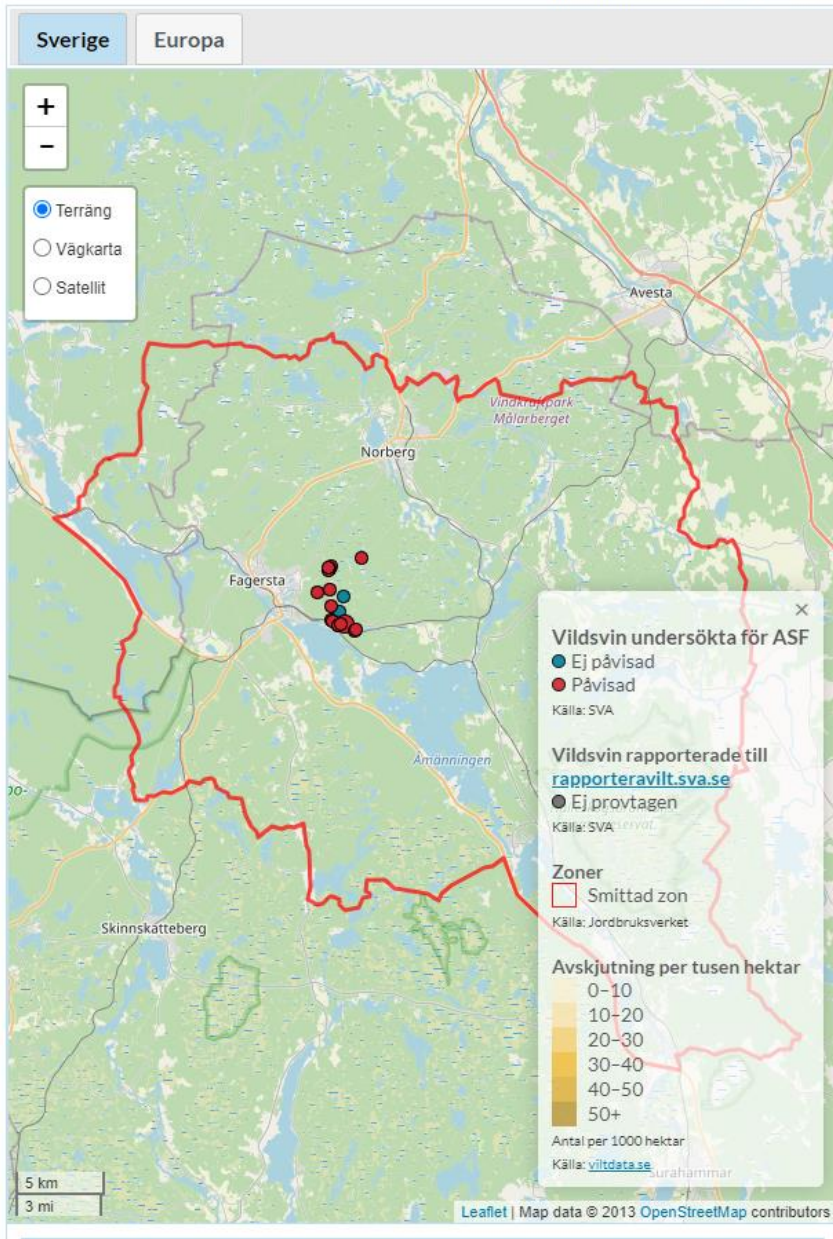 Sverige
Europa
+
−
Terräng
Vägkarta
Satellit
Avesta
Vindkraftpark
Målarberget
Norberg
Fagersta
Åmänningen
Skinnskatteberg
×
Vildsvin undersökta för ASF
Ej påvisad
Påvisad
Källa: SVA
Vildsvin rapporterade till
rapporteravilt.sva.se
Ej provtagen
Källa: SVA
Zoner
Smittad zon
Källa: Jordbruksverket
Avskjutning per tusen hektar
0–10
10–20
20–30
30–40
40–50
50+
Antal per 1000 hektar
Källa: viltdata.se
Surahammar
5 km
3 mi
Leaflet | Map data © 2013 OpenStreetMap contributors